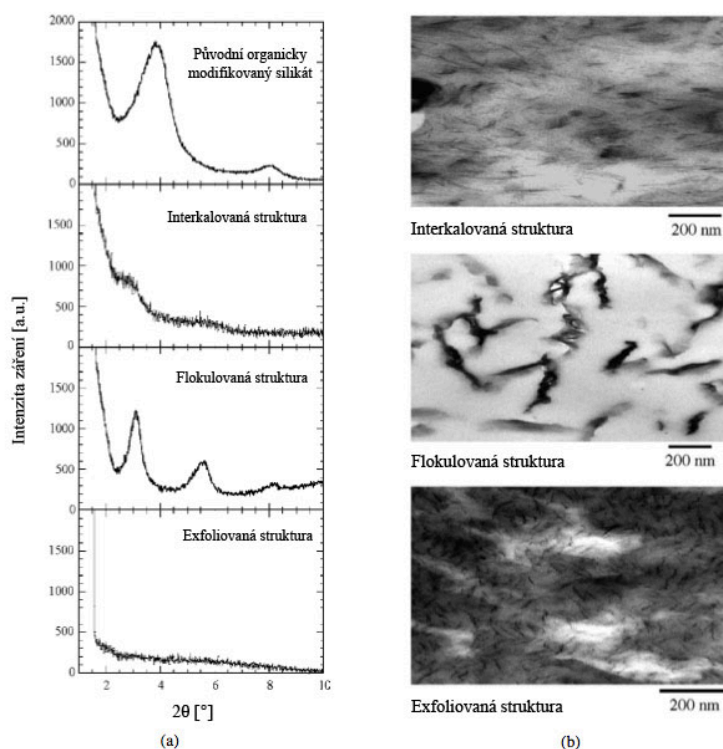 Intenzita záření [a.u.]
2000
1500
1000
500
0
Původní organicky
modifikovaný silikát
1500
1000
500
0
Interkalovaná struktura
1500
1000
500
0
Flokulovaná struktura
1500
1000
500
0
Exfoliovaná struktura
2 4 6 8 10
2θ [°]
(a)
Interkalovaná struktura
200 nm
Flokulovaná struktura
200 nm
Exfoliovaná struktura
200 nm
(b)